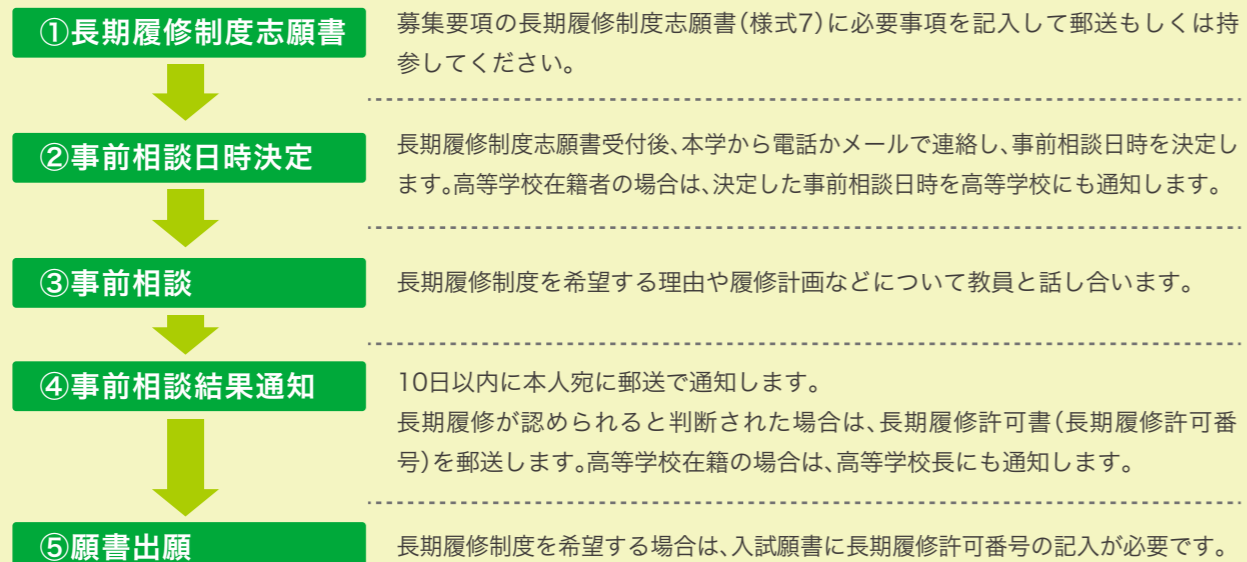 ①長期履修制度志願書
募集要項の長期履修制度志願書（様式7）に必要事項を記入して郵送もしくは持
参してください。
②事前相談日時決定
長期履修制度志願書受付後、本学から電話かメールで連絡し、事前相談日時を決定し
ます。高等学校在籍者の場合は、決定した事前相談日時を高等学校にも通知します。
③事前相談
長期履修制度を希望する理由や履修計画などについて教員と話し合います。
④事前相談結果通知
10日以内に本人宛に郵送で通知します。
長期履修が認められると判断された場合は、長期履修許可書（長期履修許可番
号）を郵送します。高等学校在籍の場合は、高等学校長にも通知します。
⑤願書出願
長期履修制度を希望する場合は、入試願書に長期履修許可番号の記入が必要です。